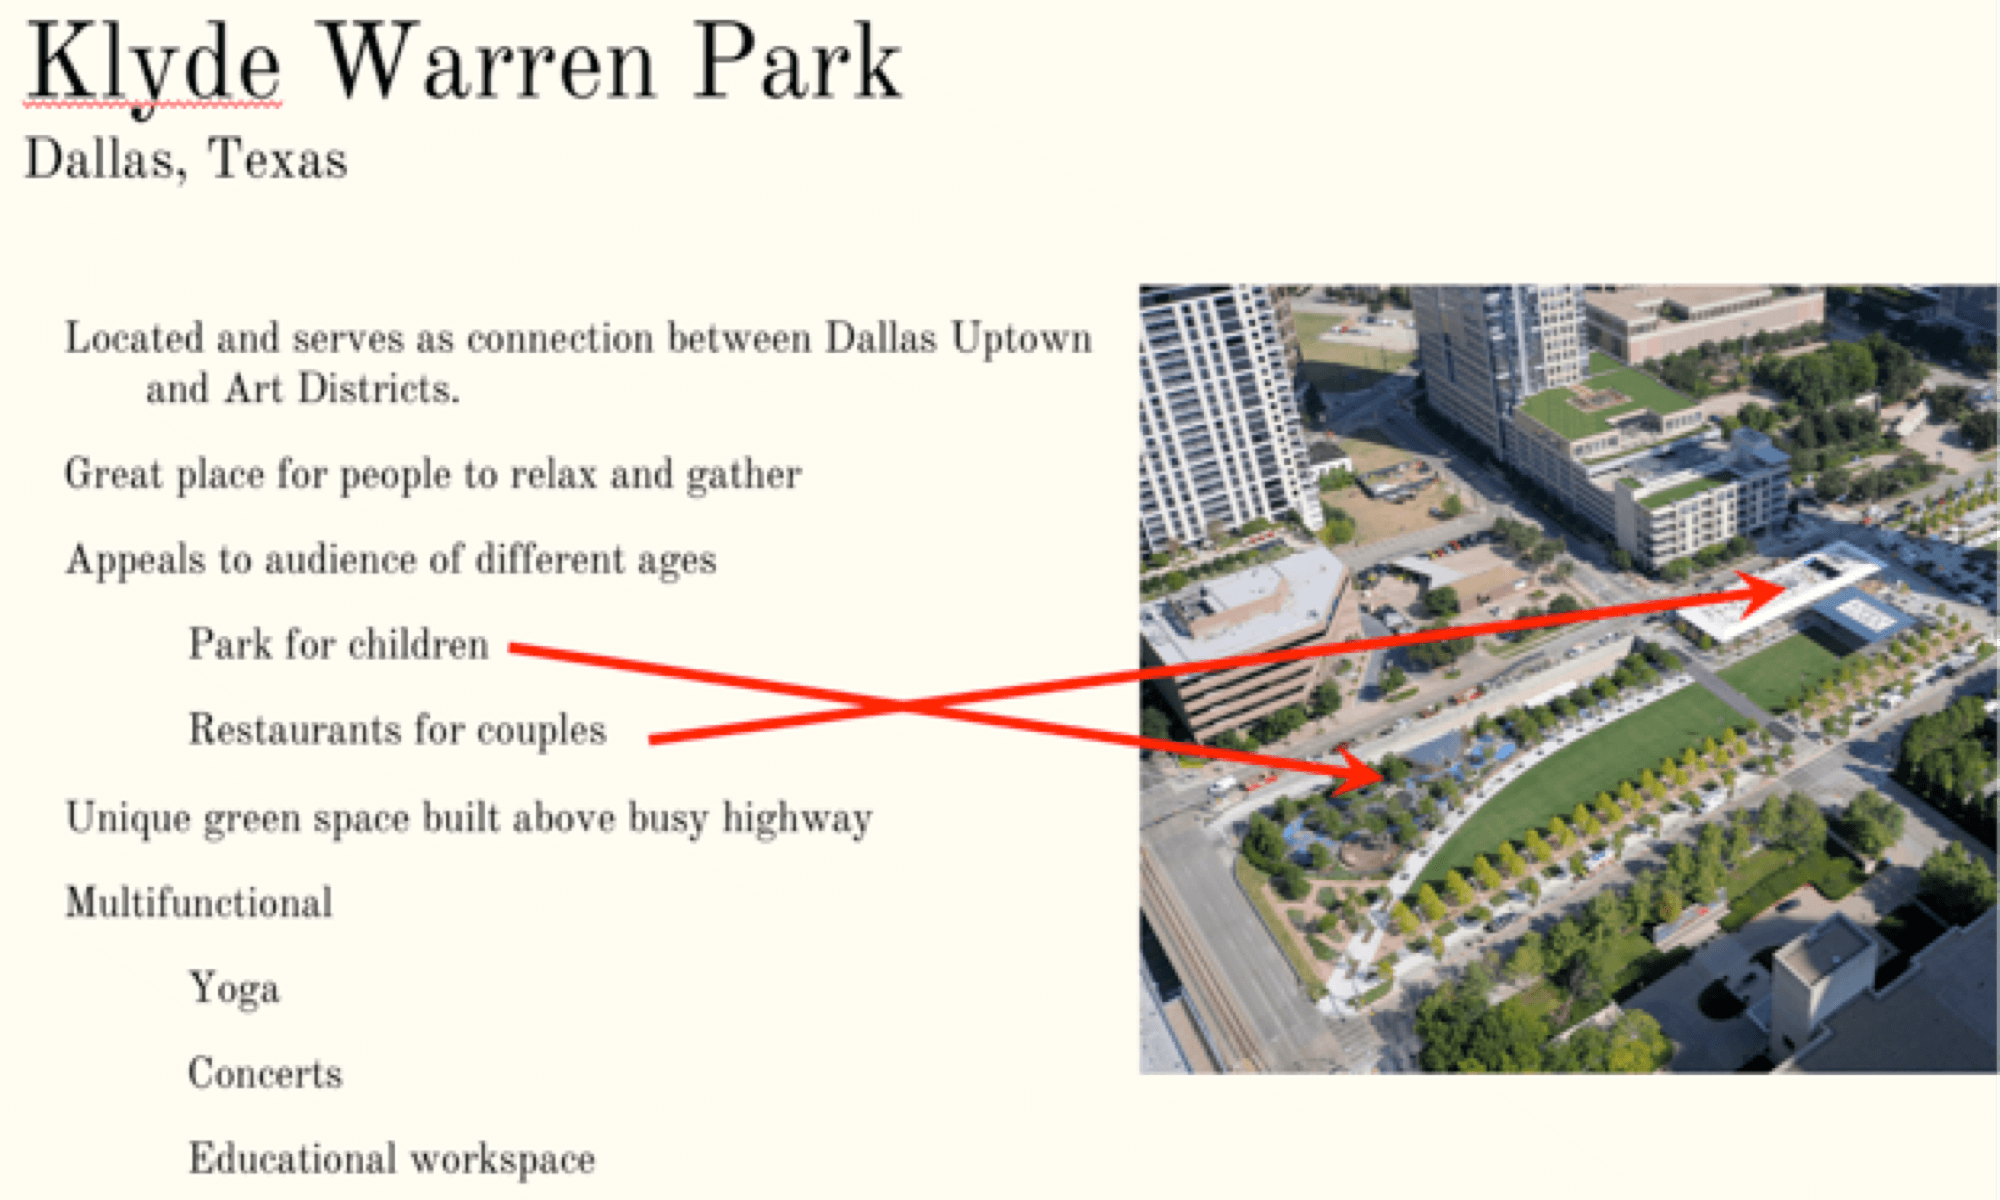 Klyde Warren Park
Dallas, Texas
Located and serves as connection between Dallas Uptown
and Art Districts.
Great place for people to relax and gather
Appeals to audience of different ages
Park for children
Restaurants for couples
Unique green space built above busy highway
Multifunctional
Yoga
Concerts
Educational workspace